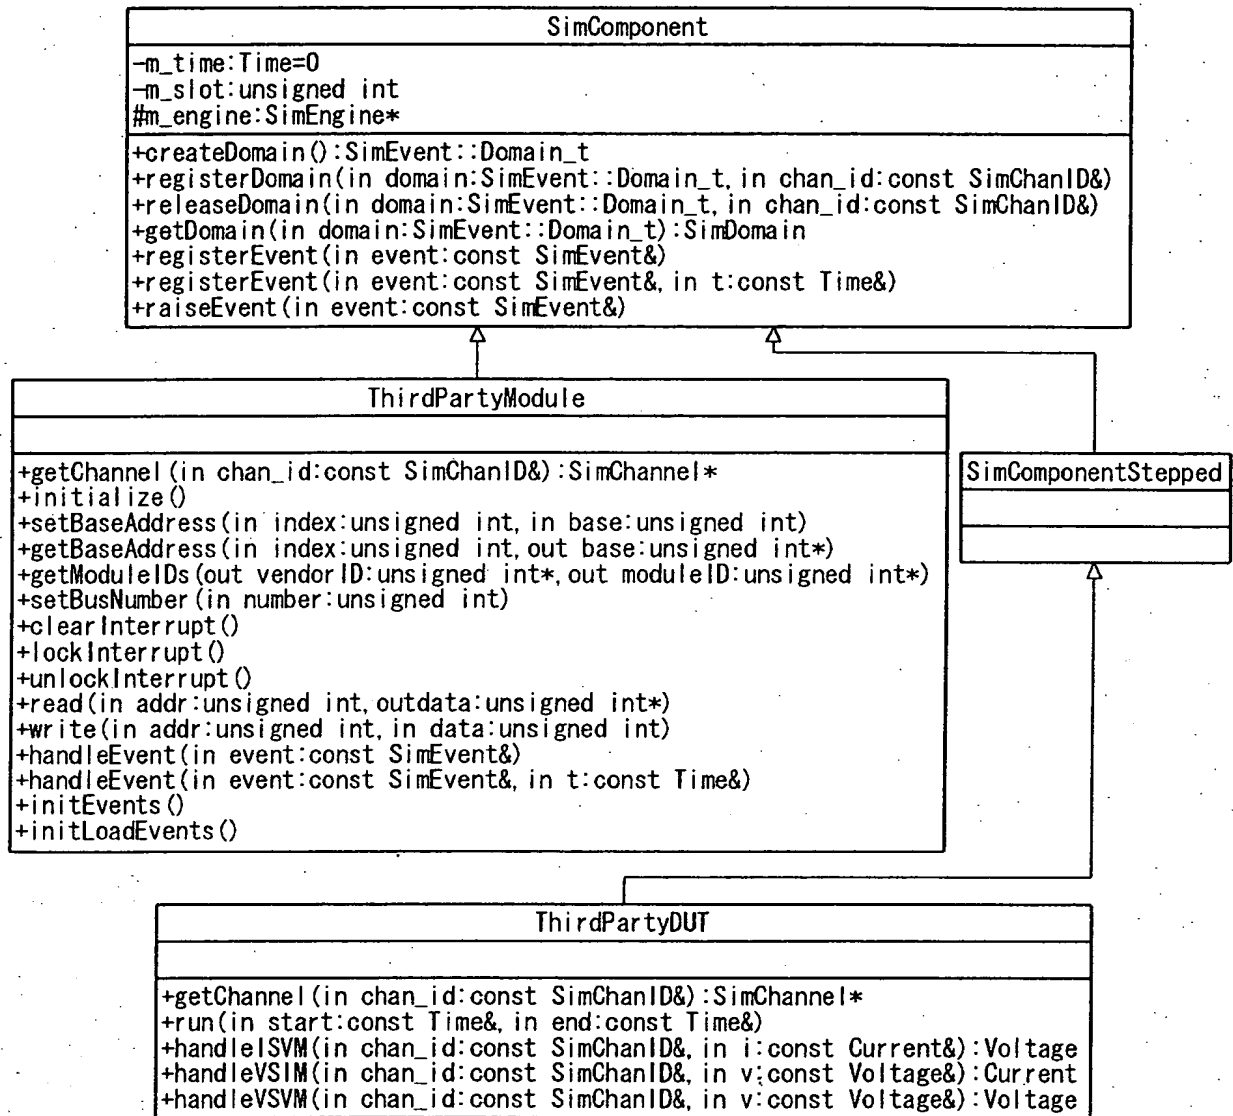 SimComponent
-m_time:Time=0
-m_slot:unsigned int
#m_engine:SimEngine*
+createDomain():SimEvent::Domain_t
+registerDomain(in domain:SimEvent::Domain_t, in chan_id:const SimChanID&)
+releaseDomain(in domain:SimEvent::Domain_t, in chan_id:const SimChanID&)
+getDomain(in domain:SimEvent::Domain_t):SimDomain
+registerEvent(in event:const SimEvent&)
+registerEvent(in event:const SimEvent&, in t:const Time&)
+raiseEvent(in event:const SimEvent&)
ThirdPartyModule
+getChannel(in chan_id:const SimChanID&):SimChannel*
+initialize()
+setBaseAddress(in index:unsigned int, in base:unsigned int)
+getBaseAddress(in index:unsigned int, out base:unsigned int*)
+getModuleIDs(out vendorID:unsigned int*, out moduleID:unsigned int*)
+setBusNumber(in number:unsigned int)
+clearInterrupt()
+lockInterrupt()
+unlockInterrupt()
+read(in addr:unsigned int, outdata:unsigned int*)
+write(in addr:unsigned int, in data:unsigned int)
+handleEvent(in event:const SimEvent&)
+handleEvent(in event:const SimEvent&, in t:const Time&)
+initEvents()
+initLoadEvents()
SimComponentStepped
ThirdPartyDUT
+getChannel(in chan_id:const SimChanID&):SimChannel*
+run(in start:const Time&, in end:const Time&)
+handleISVM(in chan_id:const SimChanID&, in i:const Current&):Voltage
+handleVSIM(in chan_id:const SimChanID&, in v:const Voltage&):Current
+handleVSVM(in chan_id:const SimChanID&, in v:const Voltage&):Voltage